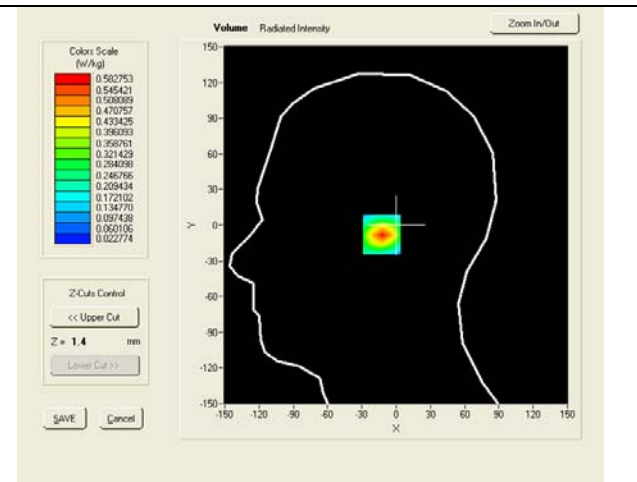 Volume Radiated Intensity
Zoom In/Out
Colors Scale
(W/kg)
0.582753
0.545421
0.508089
0.470757
0.433425
0.396093
0.358761
0.321429
0.284098
0.246766
0.209434
0.172102
0.134770
0.097438
0.060106
0.022774
Z-Cuts Control
<< Upper Cut
Z = 1.4 mm
Lower Cut >>
SAVE Cancel
150
120
90
60
30
0
-30
-60
-90
-120
-150
Y
-150 -120 -90 -60 -30 0 30 60 90 120 150
X